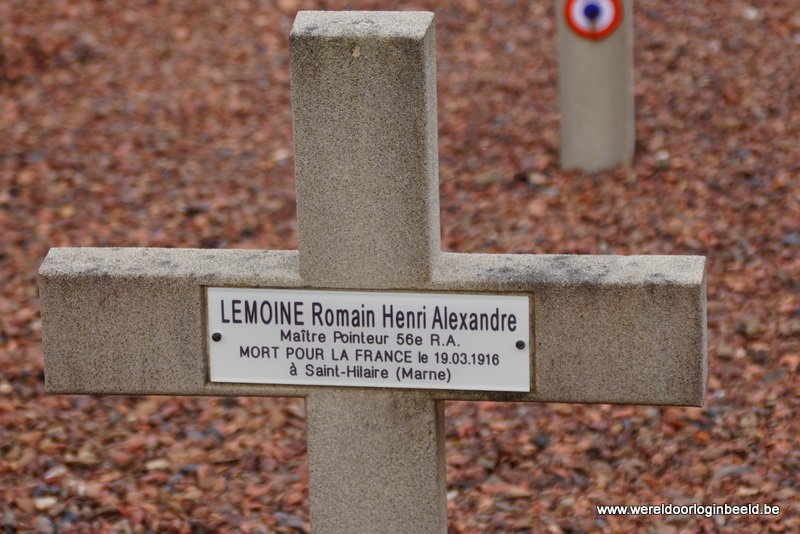 LEMOINE Romain Henri Alexandre
Maître Pointeur 56e R.A.
MORT POUR LA FRANCE le 19.03.1916
à Saint-Hilaire (Marne)
www.wereldoorloginbeeld.be